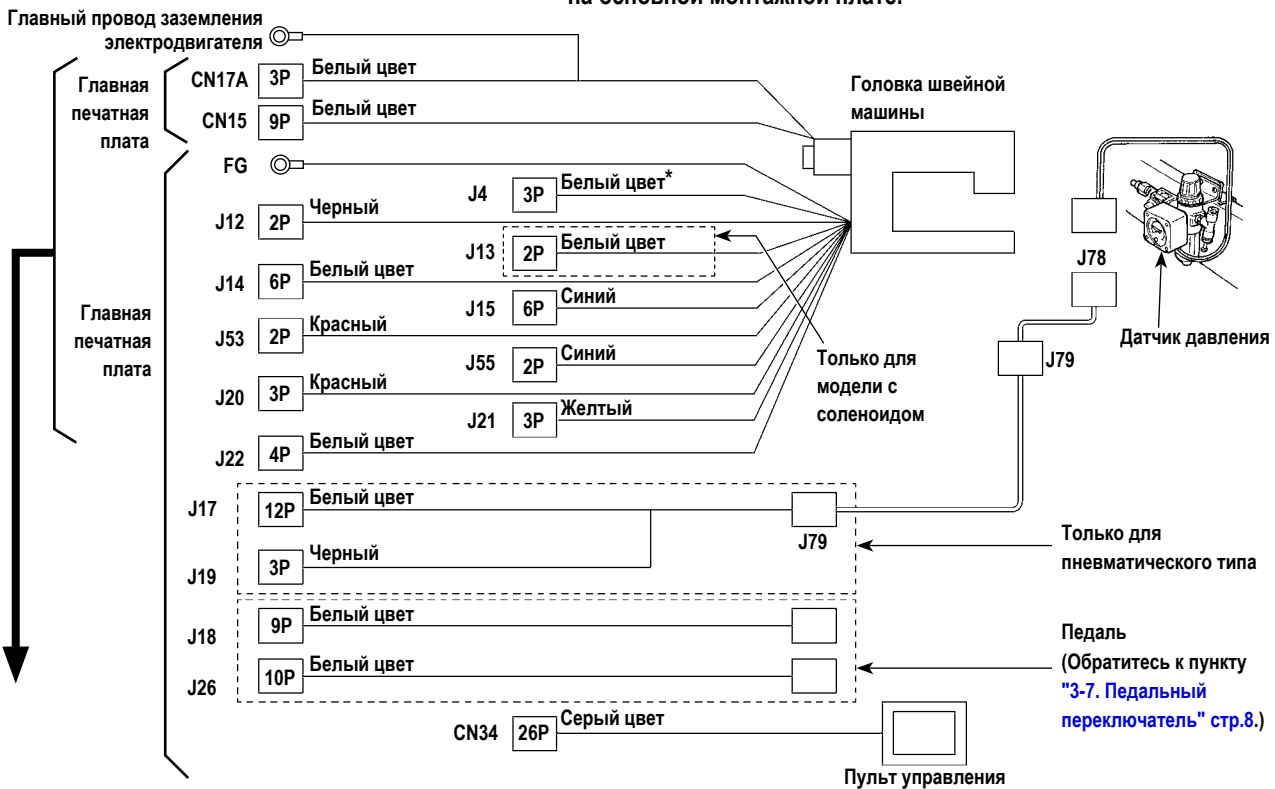 на основной монтажной плате.
Главный провод заземления
электродвигателя
Главная
печатная
плата
CN17A 3P Белый цвет
CN15 9P Белый цвет
Головка швейной
машины
FG
J4 3P Белый цвет*
J12 2P Черный
J13 2P Белый цвет
J14 6P Белый цвет
J15 6P Синий
J53 2P Красный
J55 2P Синий
J20 3P Красный
J21 3P Желтый
J22 4P Белый цвет
Главная
печатная
плата
Только для
модели с
соленоидом
J78
Датчик давления
J79
J17 12P Белый цвет
J79
J19 3P Черный
Только для
пневматического типа
J18 9P Белый цвет
J26 10P Белый цвет
Педаль
(Обратитесь к пункту
"3-7. Педальный
переключатель" стр.8.)
CN34 26P Серый цвет
Пульт управления